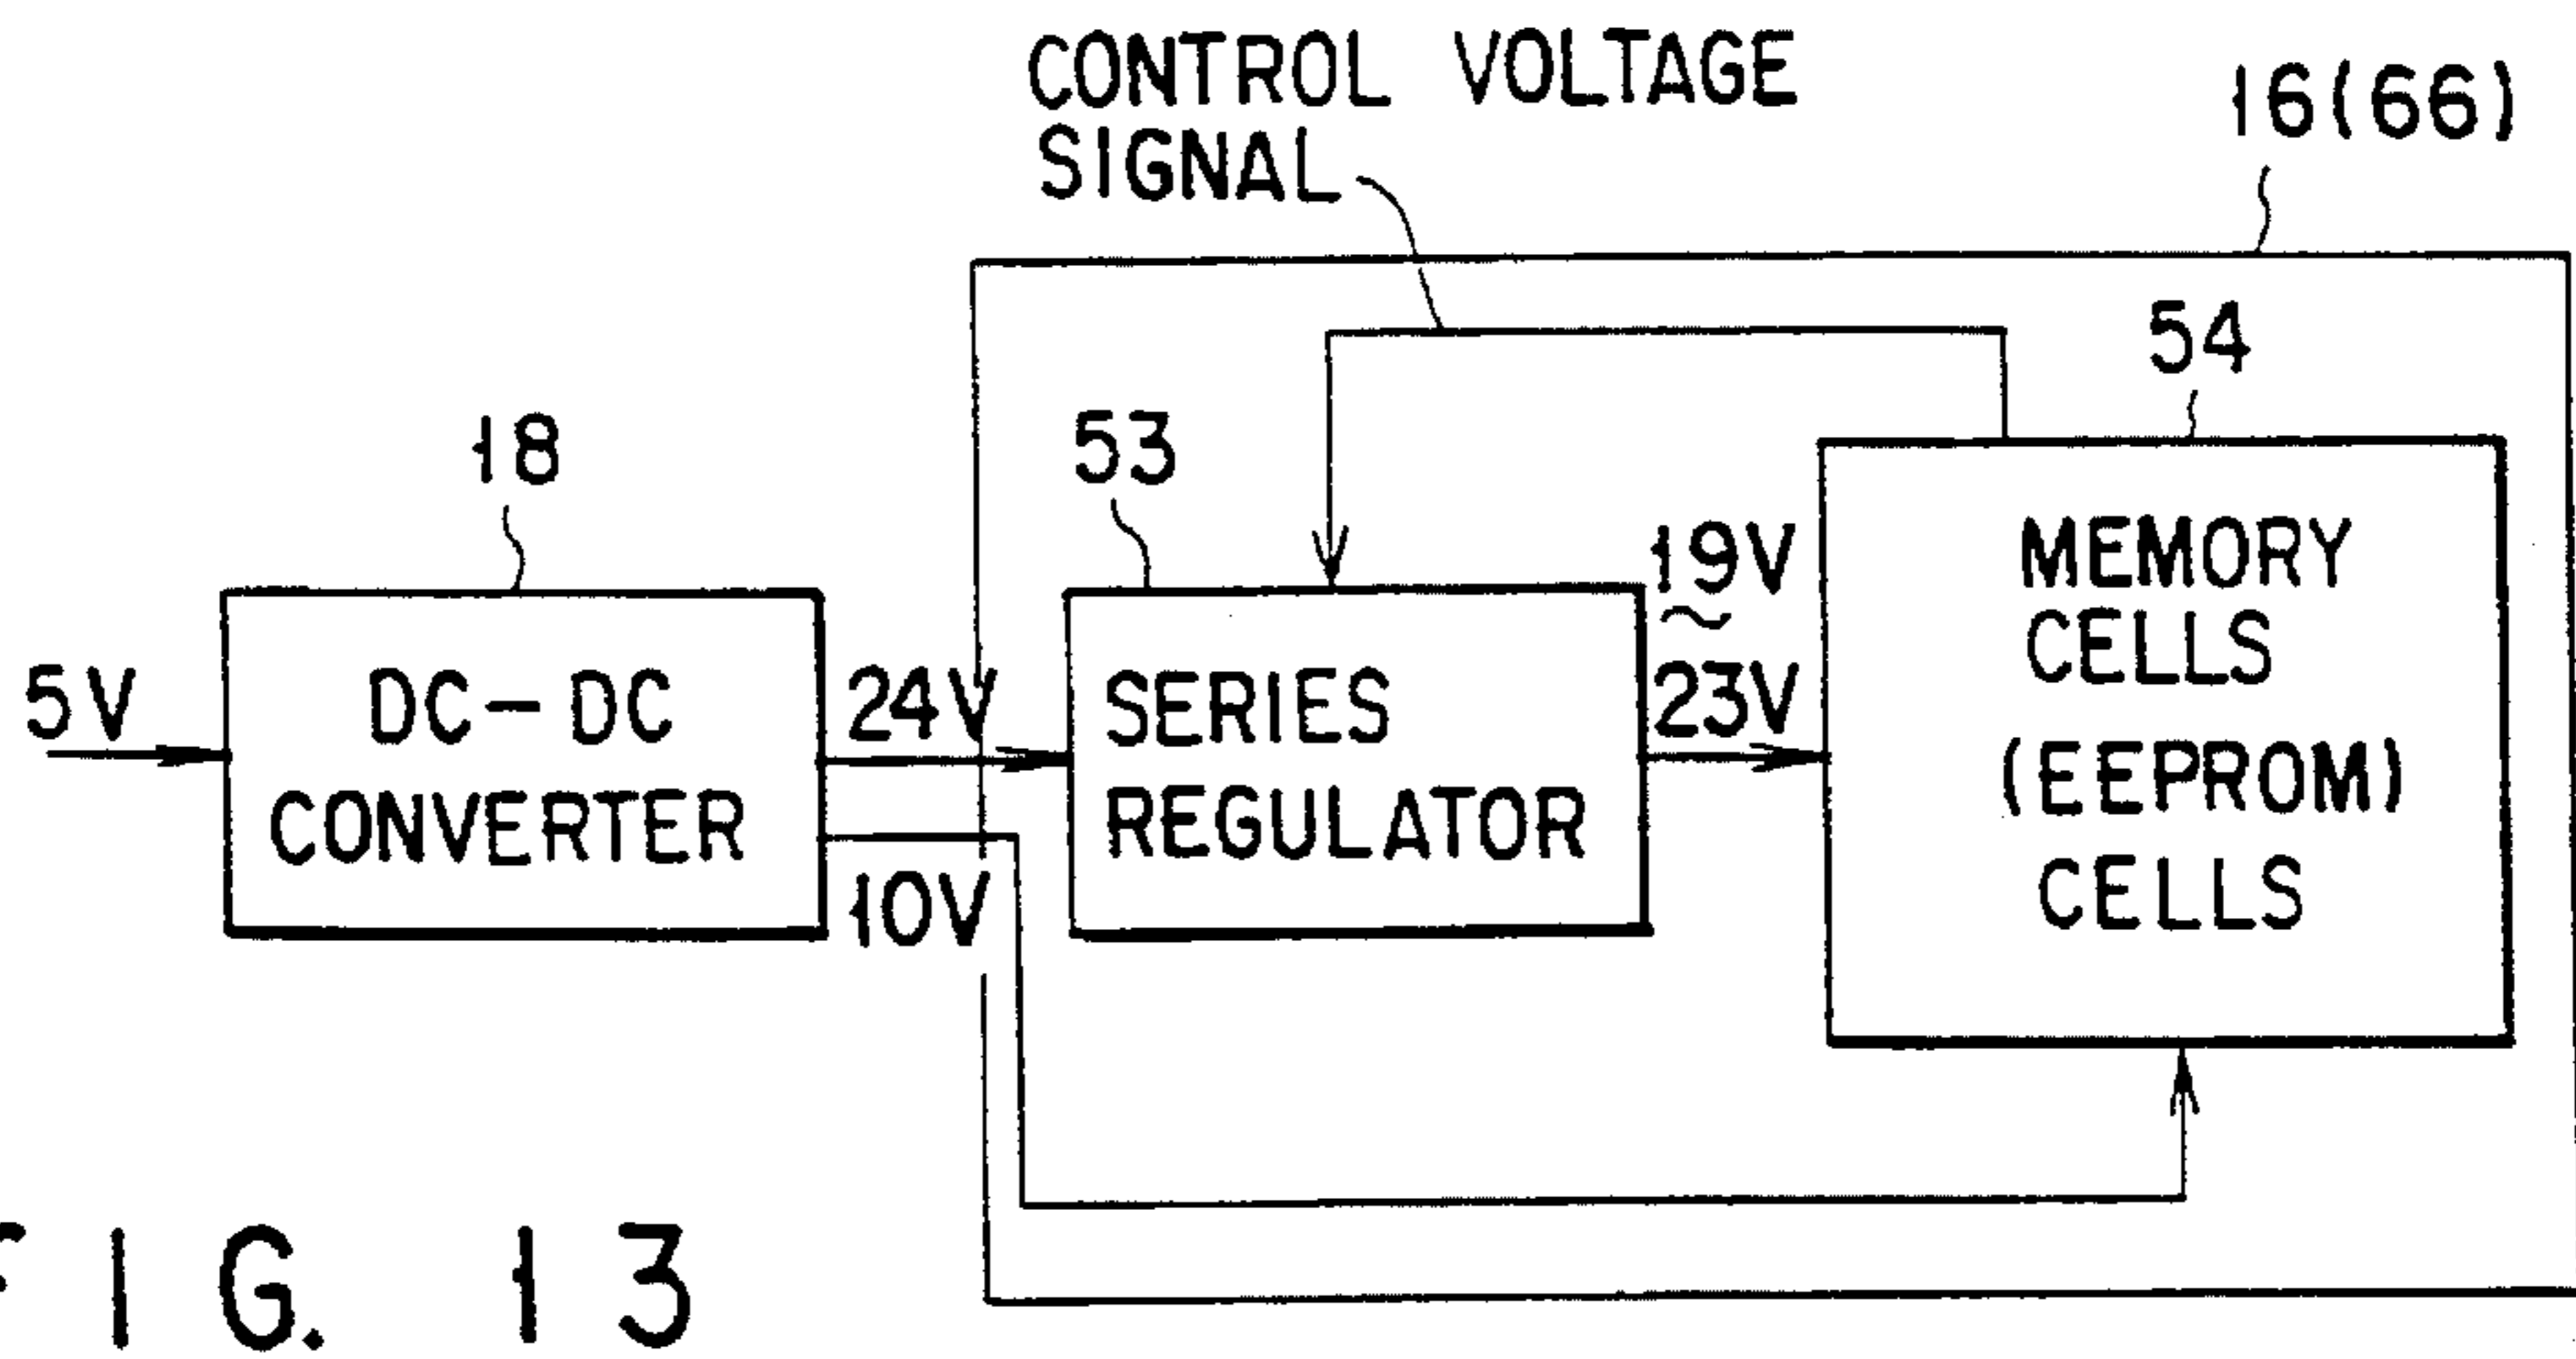 CONTROL VOLTAGE
SIGNAL
16(66)
54
53
18
19V
~
23V
MEMORY
CELLS
(EEPROM)
CELLS
5V
DC-DC
CONVERTER
24V
10V
SERIES
REGULATOR
FIG. 13